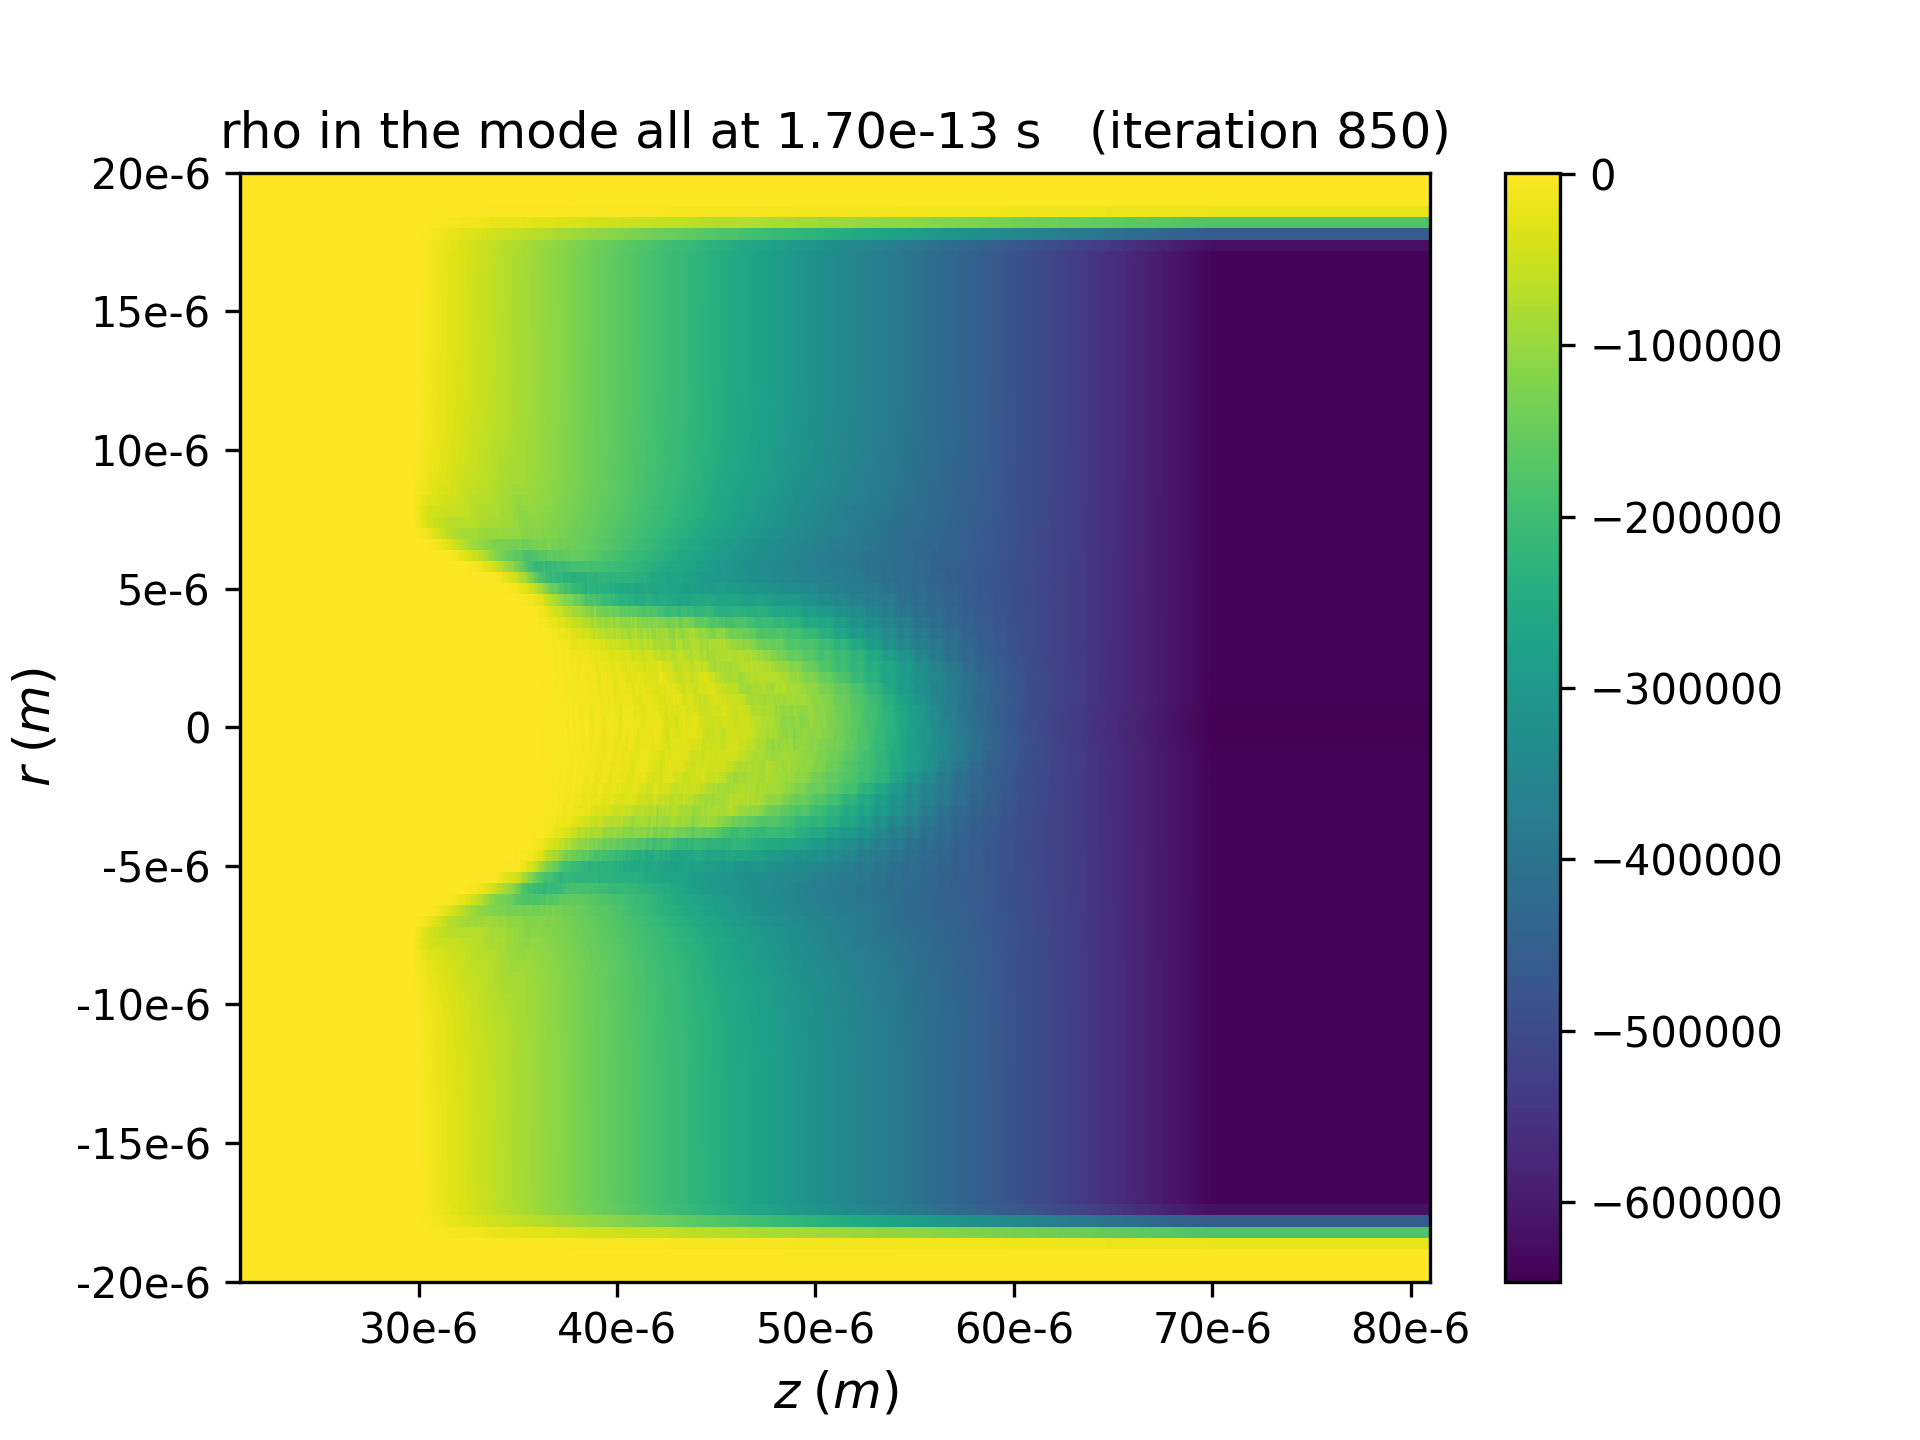 rho in the mode all at 1.70e-13 s   (iteration 850)
20e-6
15e-6
10e-6
5e-6
0
-5e-6
-10e-6
-15e-6
-20e-6
r (m)
30e-6 40e-6 50e-6 60e-6 70e-6 80e-6
z (m)
0
−100000
−200000
−300000
−400000
−500000
−600000